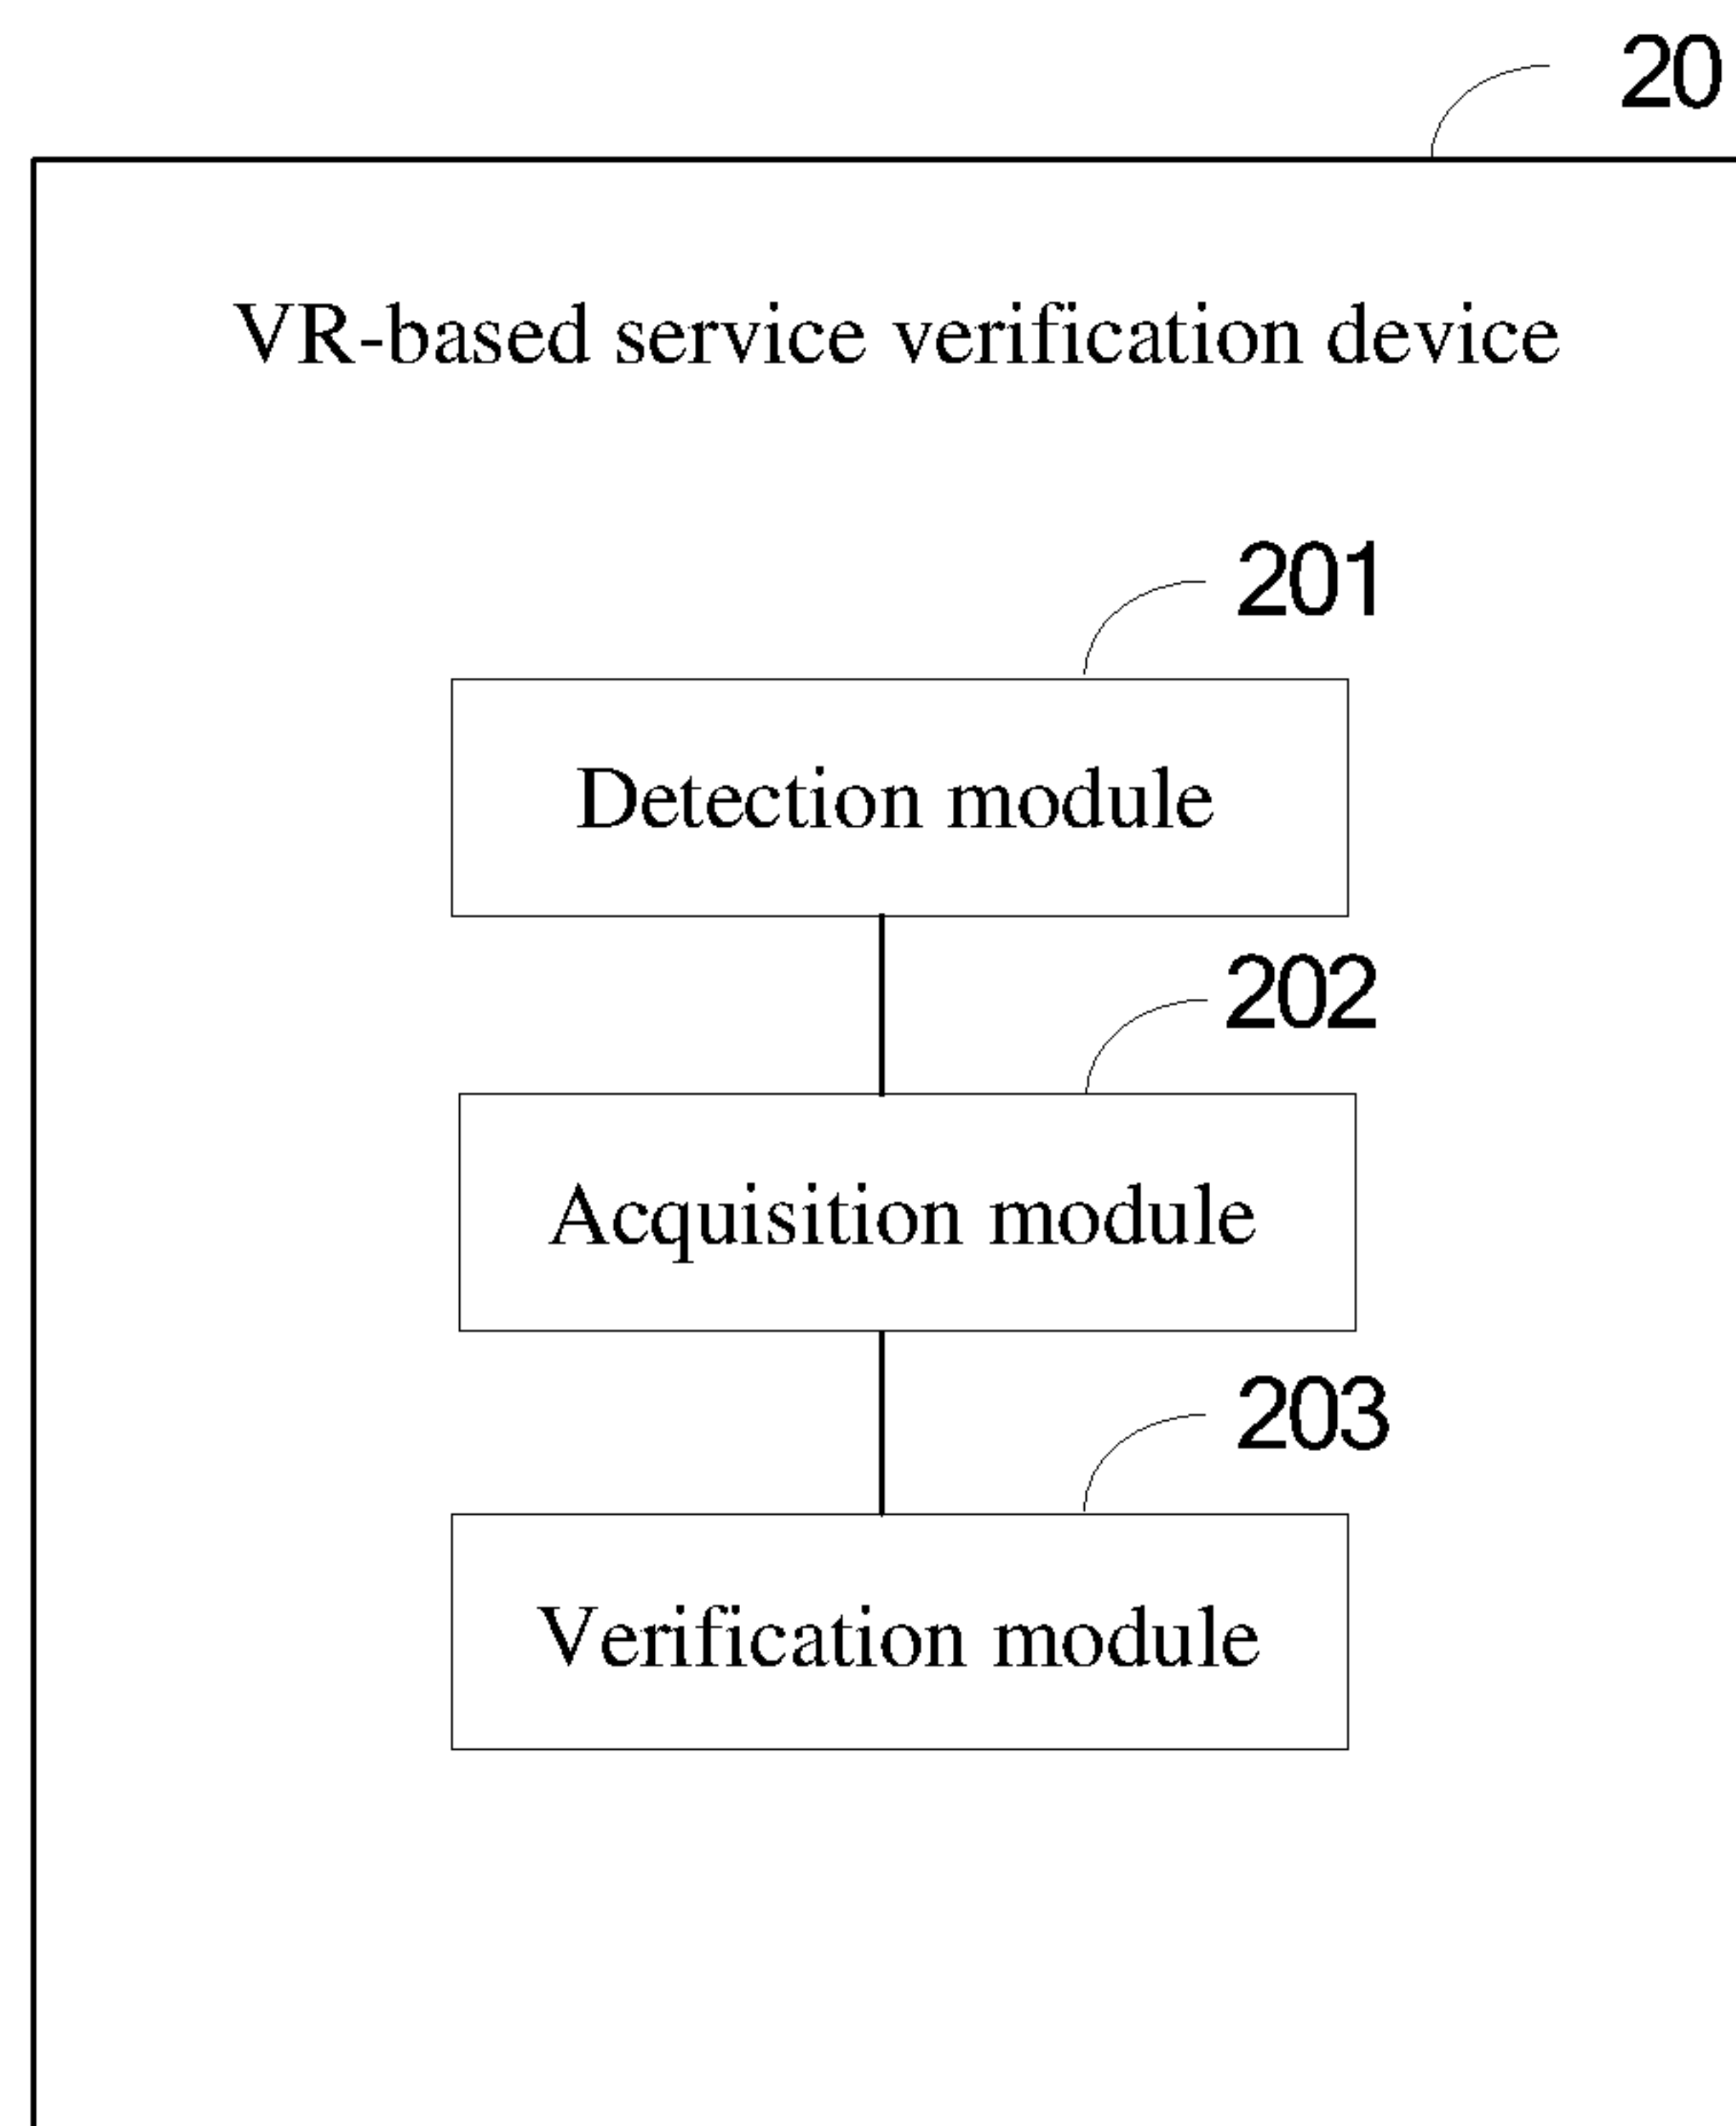 20
VR-based service verification device
201
Detection module
202
Acquisition module
203
Verification module